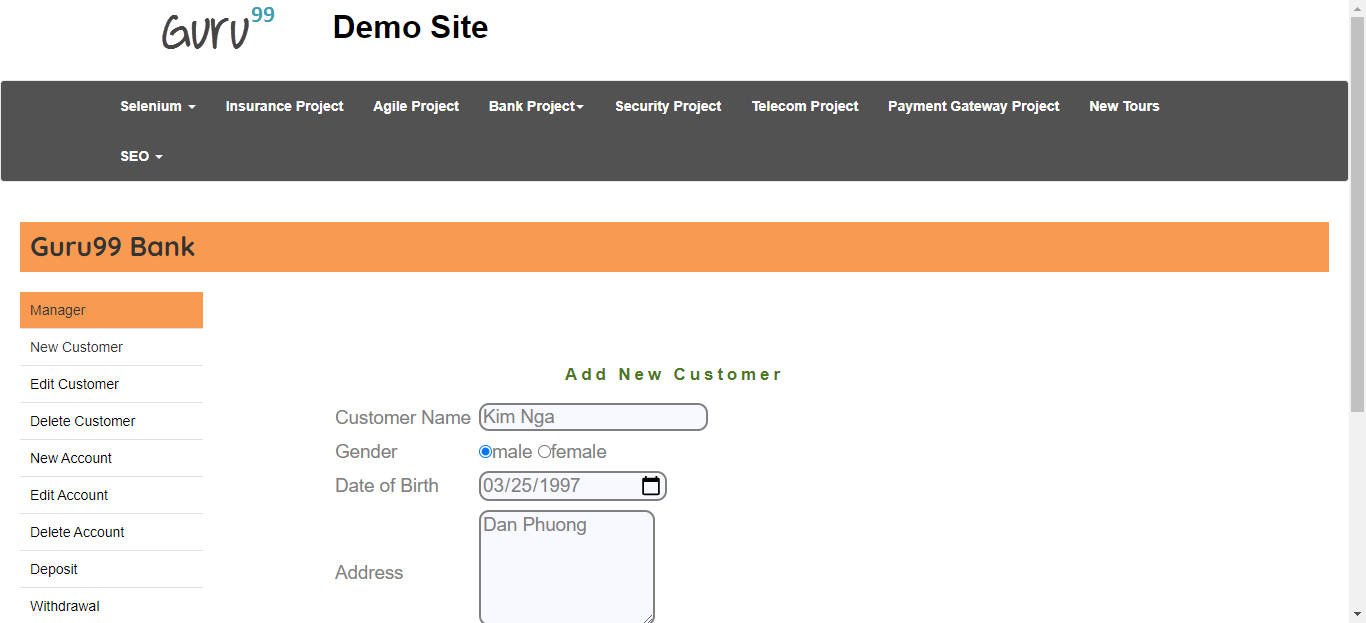 Guru99 Demo Site
Selenium Insurance Project Agile Project Bank Project Security Project Telecom Project Payment Gateway Project New Tours
SEO
Guru99 Bank
Manager
New Customer
Edit Customer
Delete Customer
New Account
Edit Account
Delete Account
Deposit
Withdrawal
Add New Customer
Customer Name Kim Nga
Gender male female
Date of Birth 03/25/1997
Address Dan Phuong